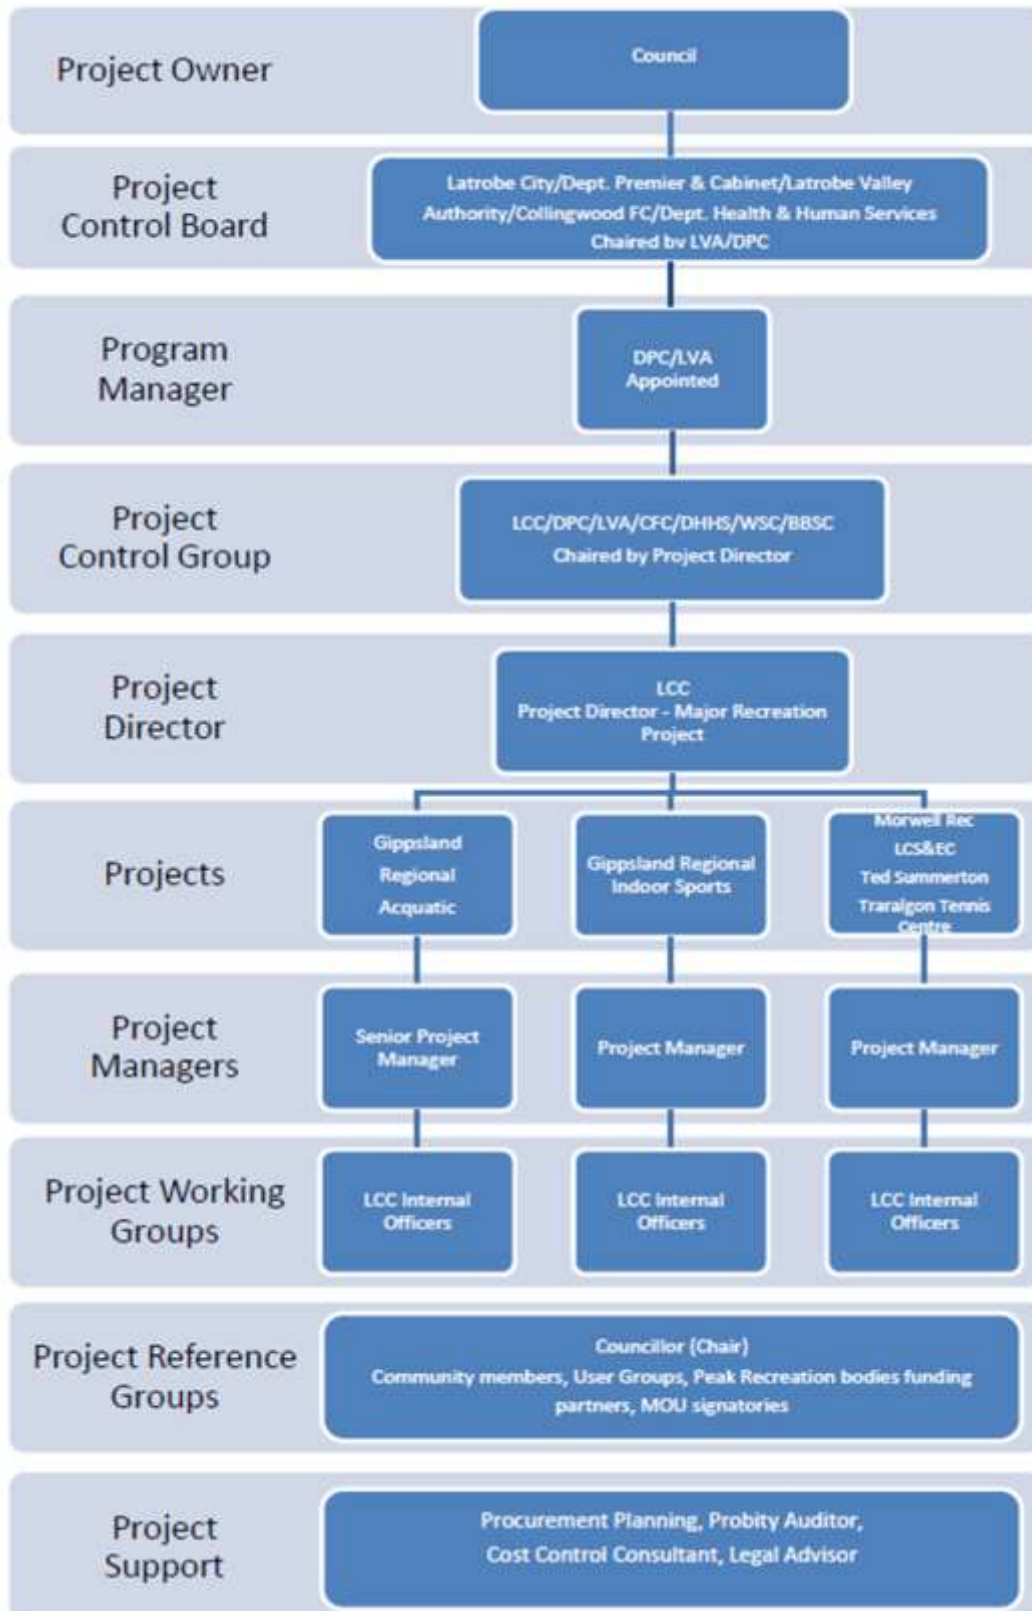 Project Owner
Council
Project
Control Board
Latrobe City/Dept. Premier & Cabinet/Latrobe Valley
Authority/Collingwood FC/Dept. Health & Human Services
Chaired by LVA/DPC
Program
Manager
DPC/LVA
Appointed
Project
Control Group
LCC/DPC/LVA/CFC/DHHS/WSC/BBSC
Chaired by Project Director
Project
Director
LCC
Project Director - Major Recreation
Project
Projects
Gippsland
Regional
Acquatic
Gippsland Regional
Indoor Sports
Morwell Rec
LCS&EC
Ted Summerton
Traralgon Tennis
Centre
Project
Managers
Senior Project
Manager
Project Manager
Project Manager
Project Working
Groups
LCC Internal
Officers
LCC Internal
Officers
LCC Internal
Officers
Project Reference
Groups
Councillor (Chair)
Community members, User Groups, Peak Recreation bodies funding
partners, MOU signatories
Project
Support
Procurement Planning, Probity Auditor,
Cost Control Consultant, Legal Advisor